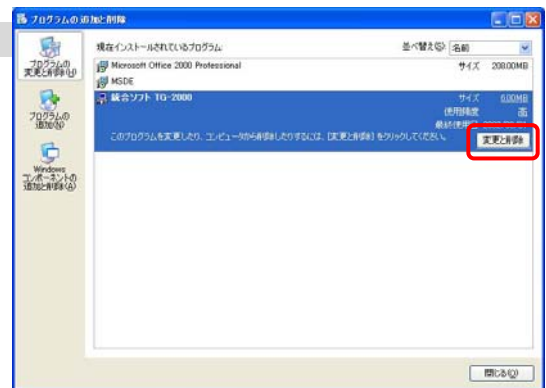 プログラムの追加と削除
プログラムの
変更と削除(H)
プログラムの
追加(N)
Windows
コンポーネントの
追加と削除(A)
現在インストールされているプログラム:
並べ替え(S): 名前
Microsoft Office 2000 Professional サイズ 208.00MB
MSDE
統合ソフト TG-2000 サイズ 6.00MB
使用頻度 高
最終使用日
このプログラムを変更したり、コンピュータから削除したりするには、[変更と削除] をクリックしてください。
変更と削除
閉じる(O)